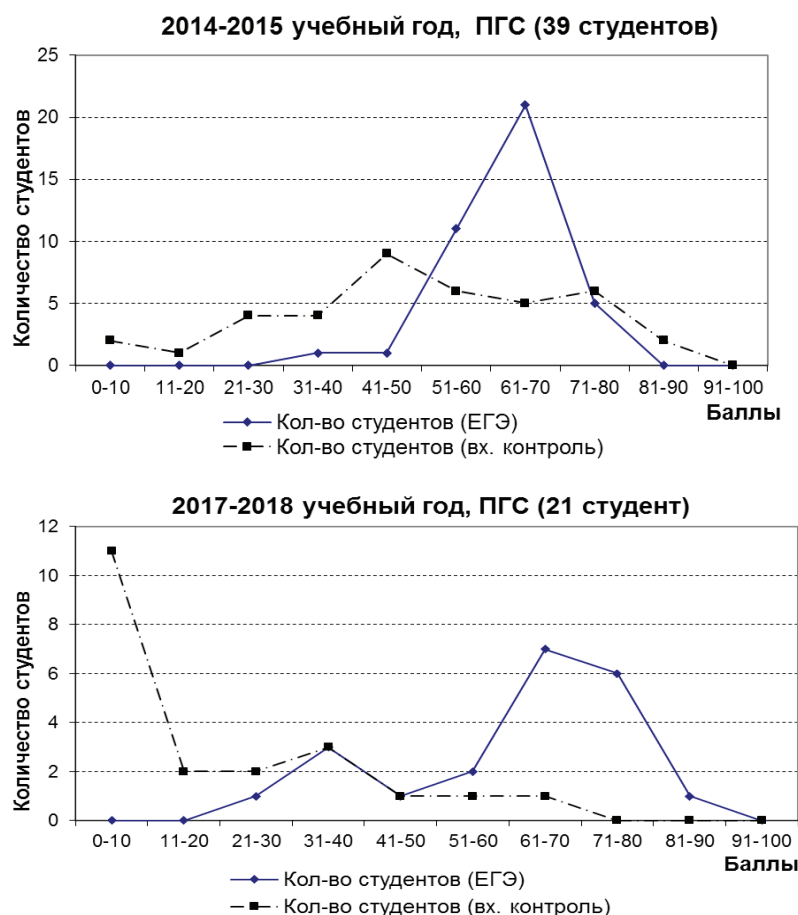 2014-2015 учебный год, ПГС (39 студентов)
Количество студентов
25
20
15
10
5
0
0-10 11-20 21-30 31-40 41-50 51-60 61-70 71-80 81-90 91-100
Баллы
Кол-во студентов (ЕГЭ)
Кол-во студентов (вх. контроль)
2017-2018 учебный год, ПГС (21 студент)
Количество студентов
12
10
8
6
4
2
0
0-10 11-20 21-30 31-40 41-50 51-60 61-70 71-80 81-90 91-100
Баллы
Кол-во студентов (ЕГЭ)
Кол-во студентов (вх. контроль)